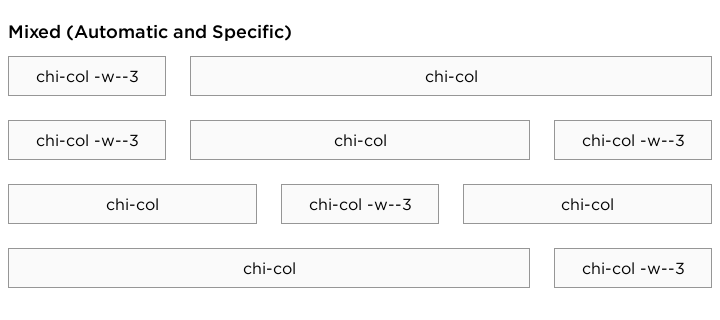 Mixed (Automatic and Specific)
chi-col -w--3 chi-col
chi-col -w--3 chi-col chi-col -w--3
chi-col chi-col -w--3 chi-col
chi-col chi-col -w--3